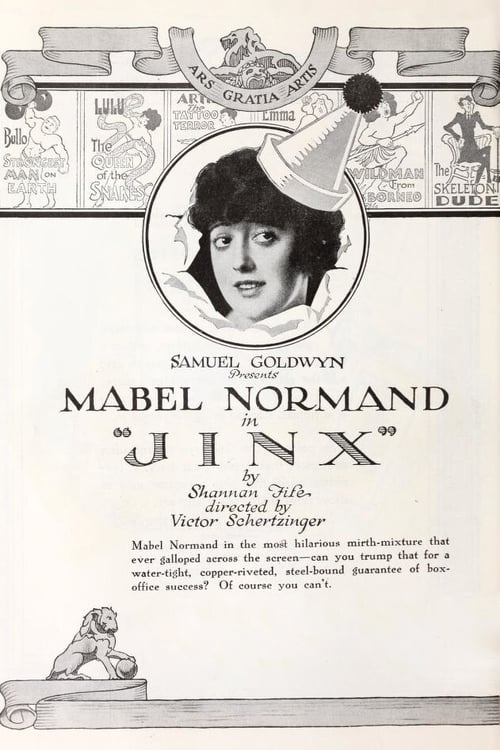 ARS GRATIA ARTIS
Bullo
STRONGEST
MAN ON
EARTH
LULU
The
QUEEN
of the
SNAKES
The
TATTOO
TERROR
Emma
WILDMAN
From
BORNEO
The
SKELETON
DUDE
SAMUEL GOLDWYN
Presents
MABEL NORMAND
in
"JINX"
by
Shannan Fife
directed by
Victor Schertzinger
Mabel Normand in the most hilarious mirth-mixture that
ever galloped across the screen—can you trump that for a
water-tight, copper-riveted, steel-bound guarantee of box-
office success? Of course you can't.